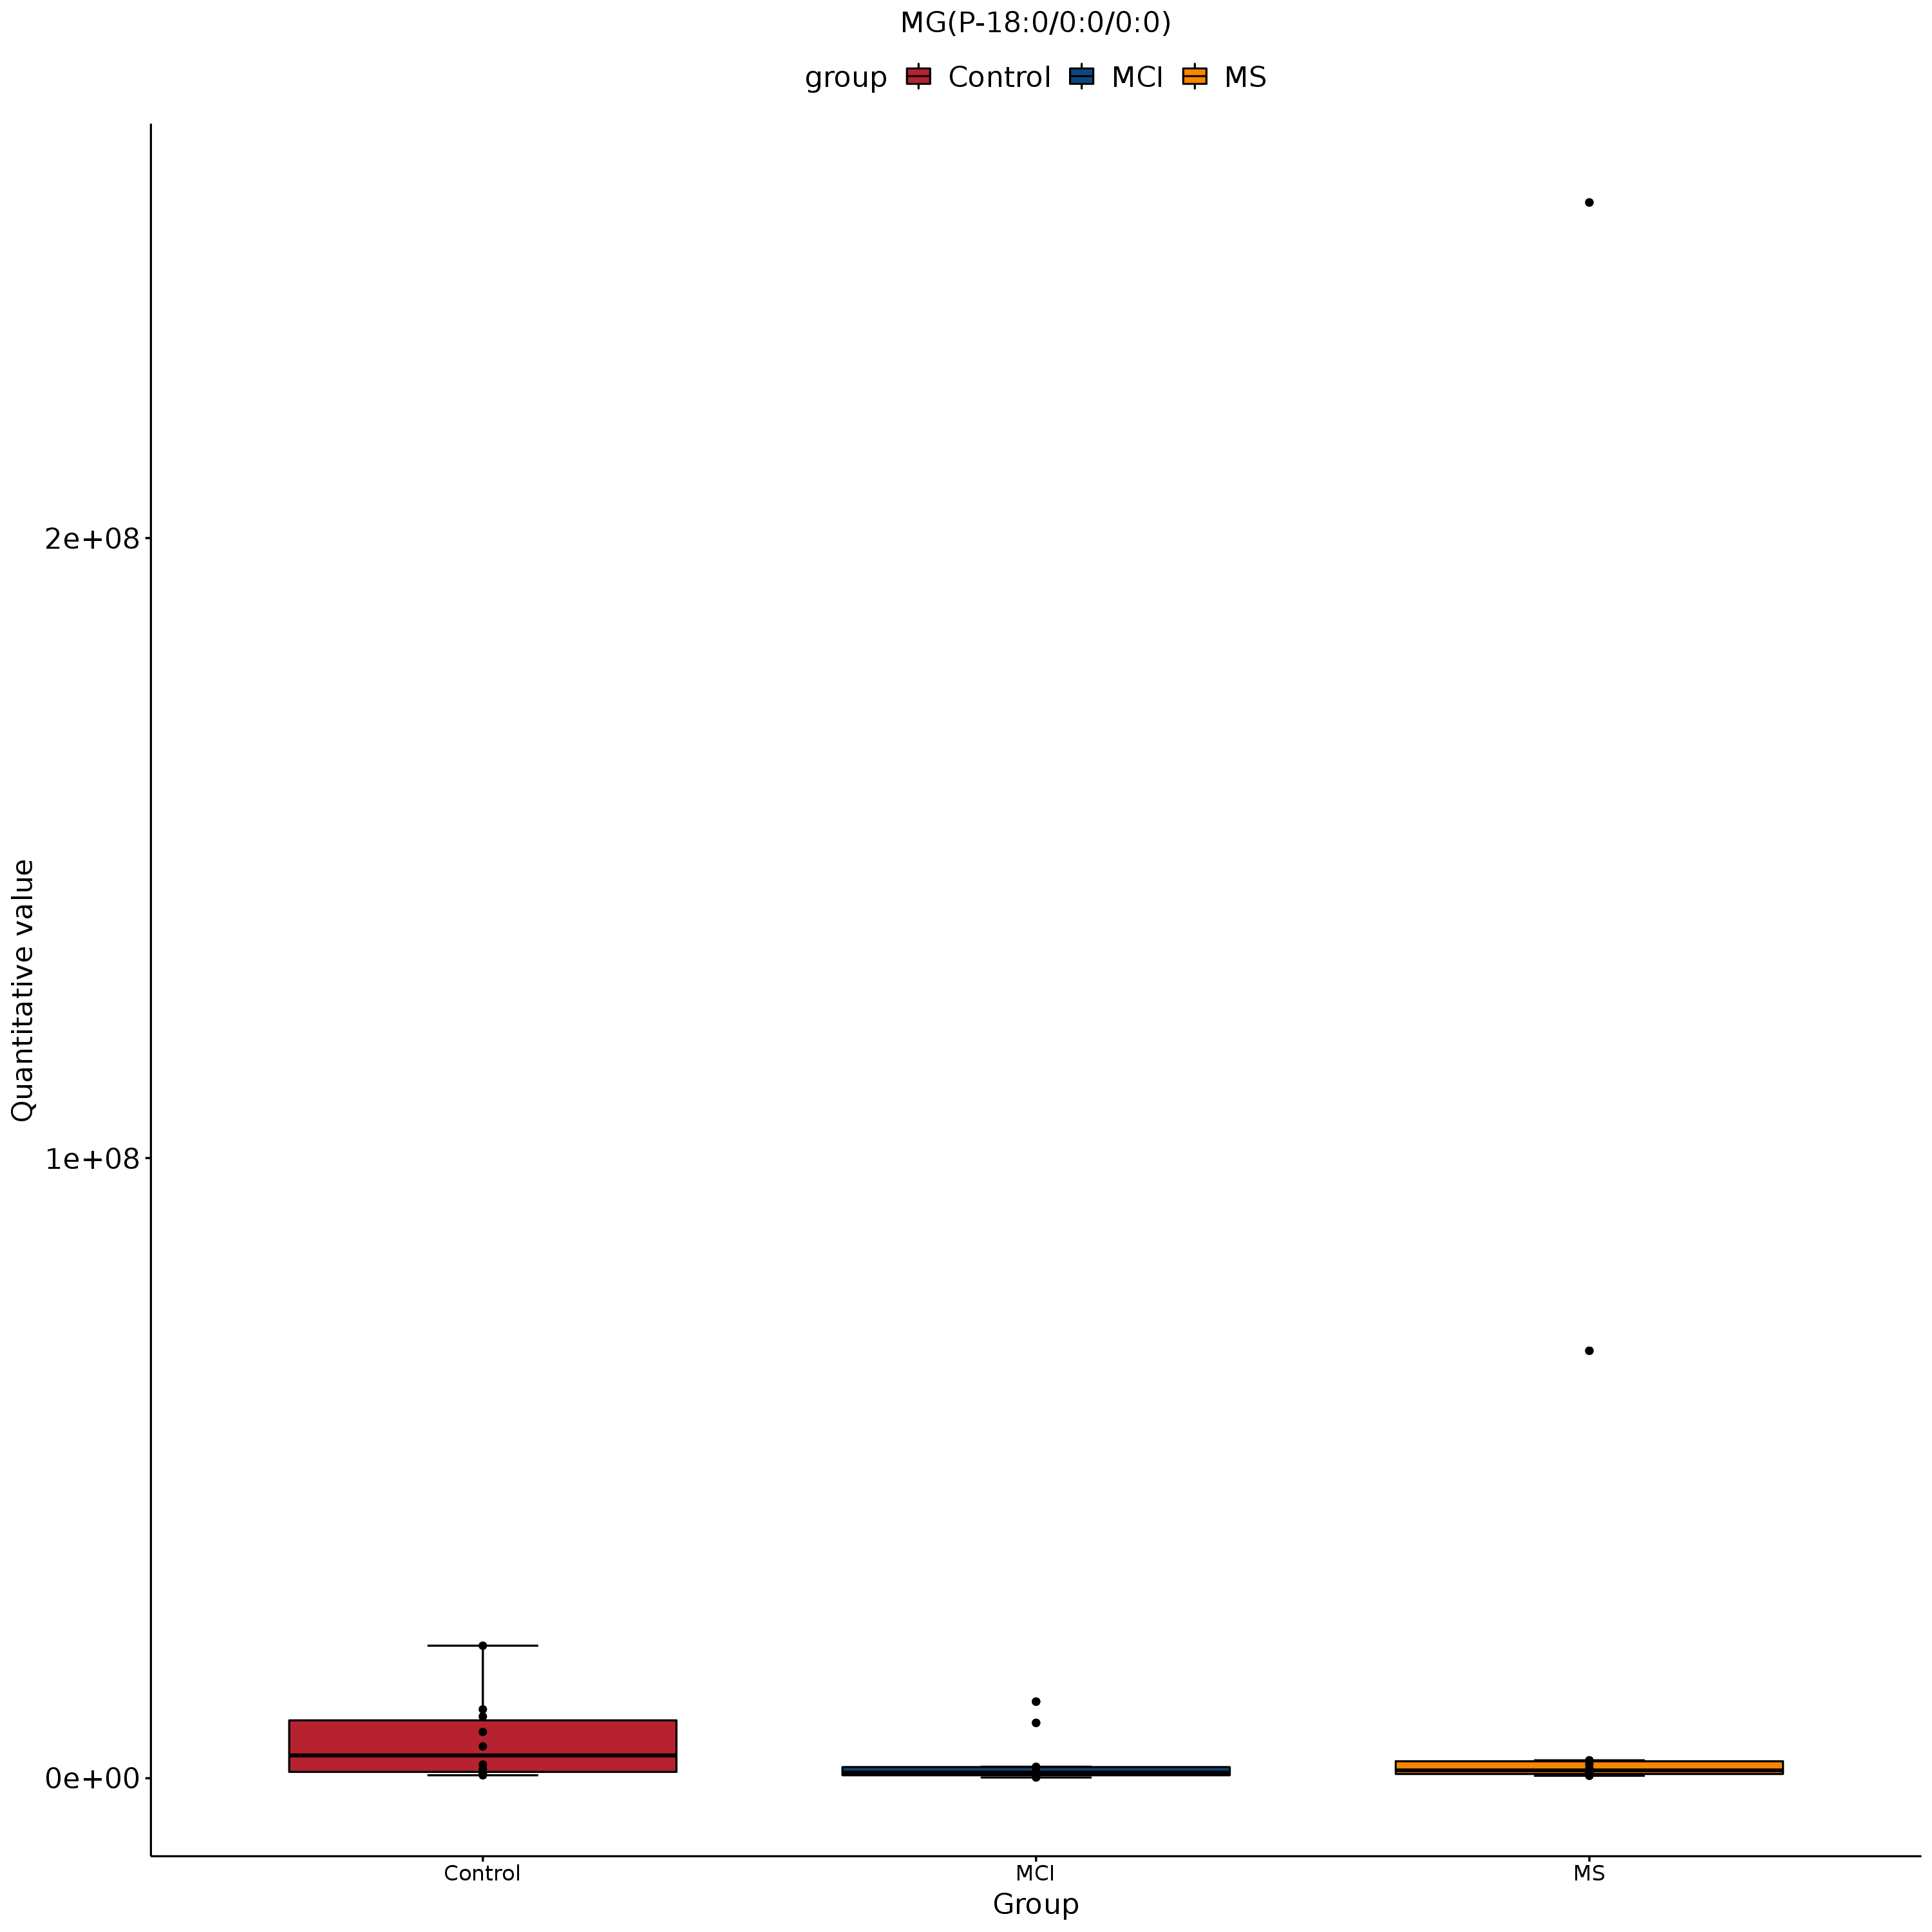 MG(P-18:0/0:0/0:0)
group Control MCI MS
Quantitative value
2e+08
1e+08
0e+00
Control MCI MS
Group